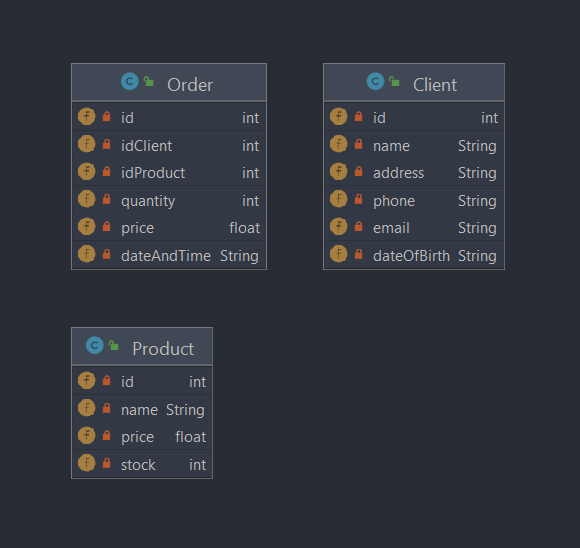 Order
id int
idClient int
idProduct int
quantity int
price float
dateAndTime String
Client
id int
name String
address String
phone String
email String
dateOfBirth String
Product
id int
name String
price float
stock int